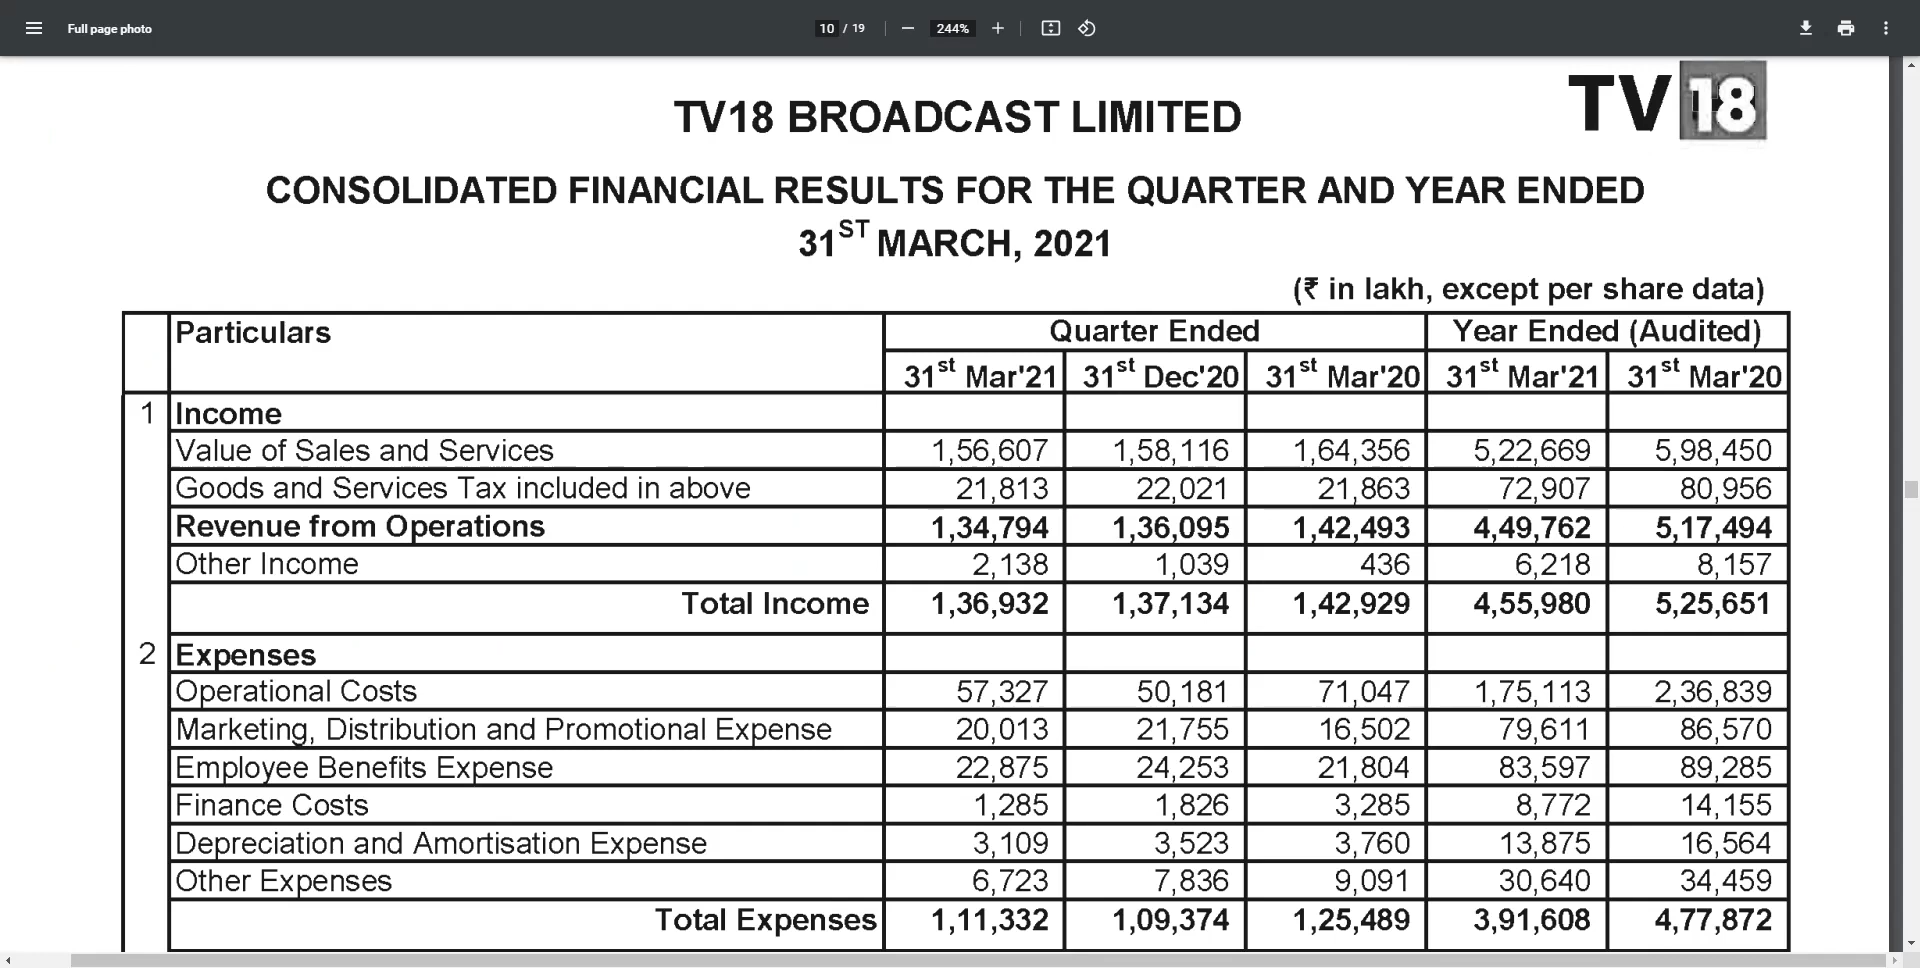 Full page photo
10 / 19
244%
TV18
TV18 BROADCAST LIMITED
CONSOLIDATED FINANCIAL RESULTS FOR THE QUARTER AND YEAR ENDED
31ST MARCH, 2021
(₹ in lakh, except per share data)
Particulars Quarter Ended Year Ended (Audited)
31st Mar'21 31st Dec'20 31st Mar'20 31st Mar'21 31st Mar'20
1 Income
Value of Sales and Services 1,56,607 1,58,116 1,64,356 5,22,669 5,98,450
Goods and Services Tax included in above 21,813 22,021 21,863 72,907 80,956
Revenue from Operations 1,34,794 1,36,095 1,42,493 4,49,762 5,17,494
Other Income 2,138 1,039 436 6,218 8,157
Total Income 1,36,932 1,37,134 1,42,929 4,55,980 5,25,651
2 Expenses
Operational Costs 57,327 50,181 71,047 1,75,113 2,36,839
Marketing, Distribution and Promotional Expense 20,013 21,755 16,502 79,611 86,570
Employee Benefits Expense 22,875 24,253 21,804 83,597 89,285
Finance Costs 1,285 1,826 3,285 8,772 14,155
Depreciation and Amortisation Expense 3,109 3,523 3,760 13,875 16,564
Other Expenses 6,723 7,836 9,091 30,640 34,459
Total Expenses 1,11,332 1,09,374 1,25,489 3,91,608 4,77,872